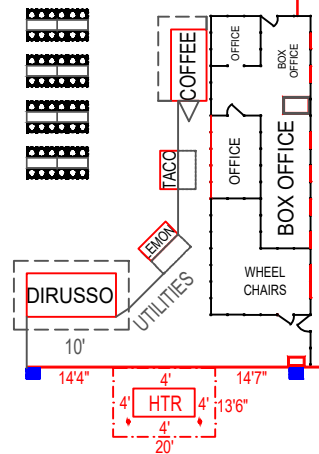 COFFEE
OFFICE
BOX
OFFICE
TACO
OFFICE
BOX OFFICE
LEMON
WHEEL
CHAIRS
DIRUSSO
UTILITIES
10'
14'4"
4'
14'7"
4'
HTR
4'
13'6"
4'
20'